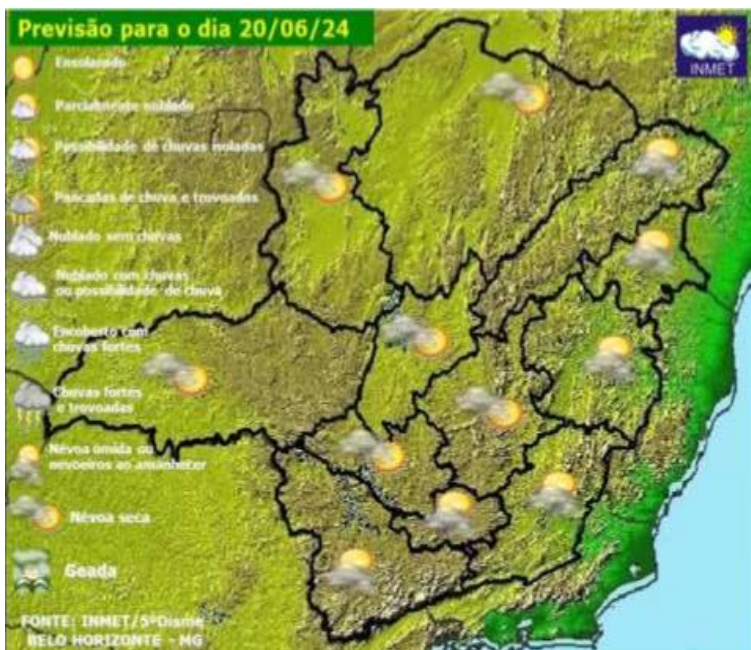 Previsão para o dia 20/06/24
INMET
Ensolarado
Parcialmente nublado
Possibilidade de chuvas isoladas
Pancadas de chuva e trovoadas
Nublado sem chuvas
Nublado com chuvas
ou possibilidade de chuva
Encoberto com
chuvas fortes
Chuvas fortes
e trovoadas
Névoa úmida ou
nevoeiros ao amanhecer
Névoa seca
Geada
FONTE: INMET/5ºDisme
BELO HORIZONTE - MG